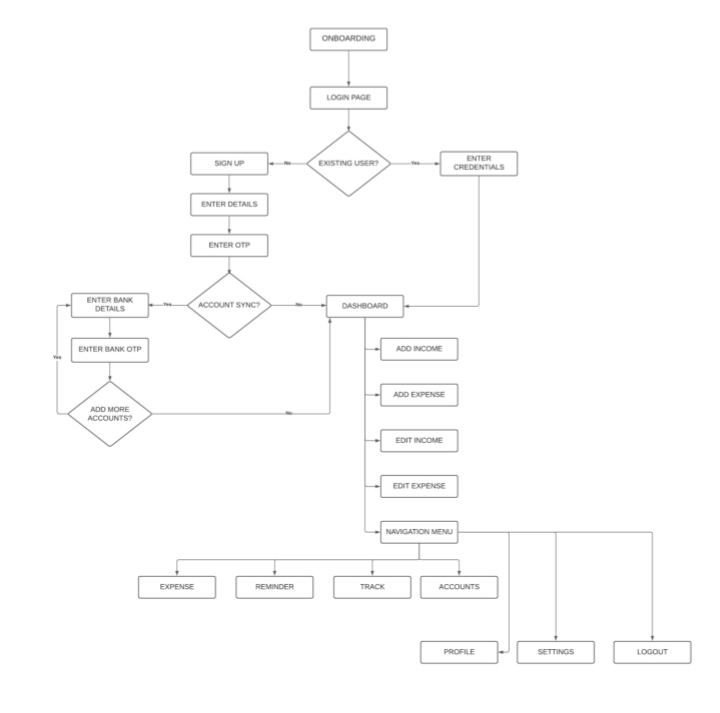 ONBOARDING
LOGIN PAGE
SIGN UP
No
EXISTING USER?
Yes
ENTER
CREDENTIALS
ENTER DETAILS
ENTER OTP
ENTER BANK
DETAILS
Yes
ACCOUNT SYNC?
No
DASHBOARD
ENTER BANK OTP
Yes
ADD MORE
ACCOUNTS?
No
ADD INCOME
ADD EXPENSE
EDIT INCOME
EDIT EXPENSE
NAVIGATION MENU
EXPENSE
REMINDER
TRACK
ACCOUNTS
PROFILE
SETTINGS
LOGOUT